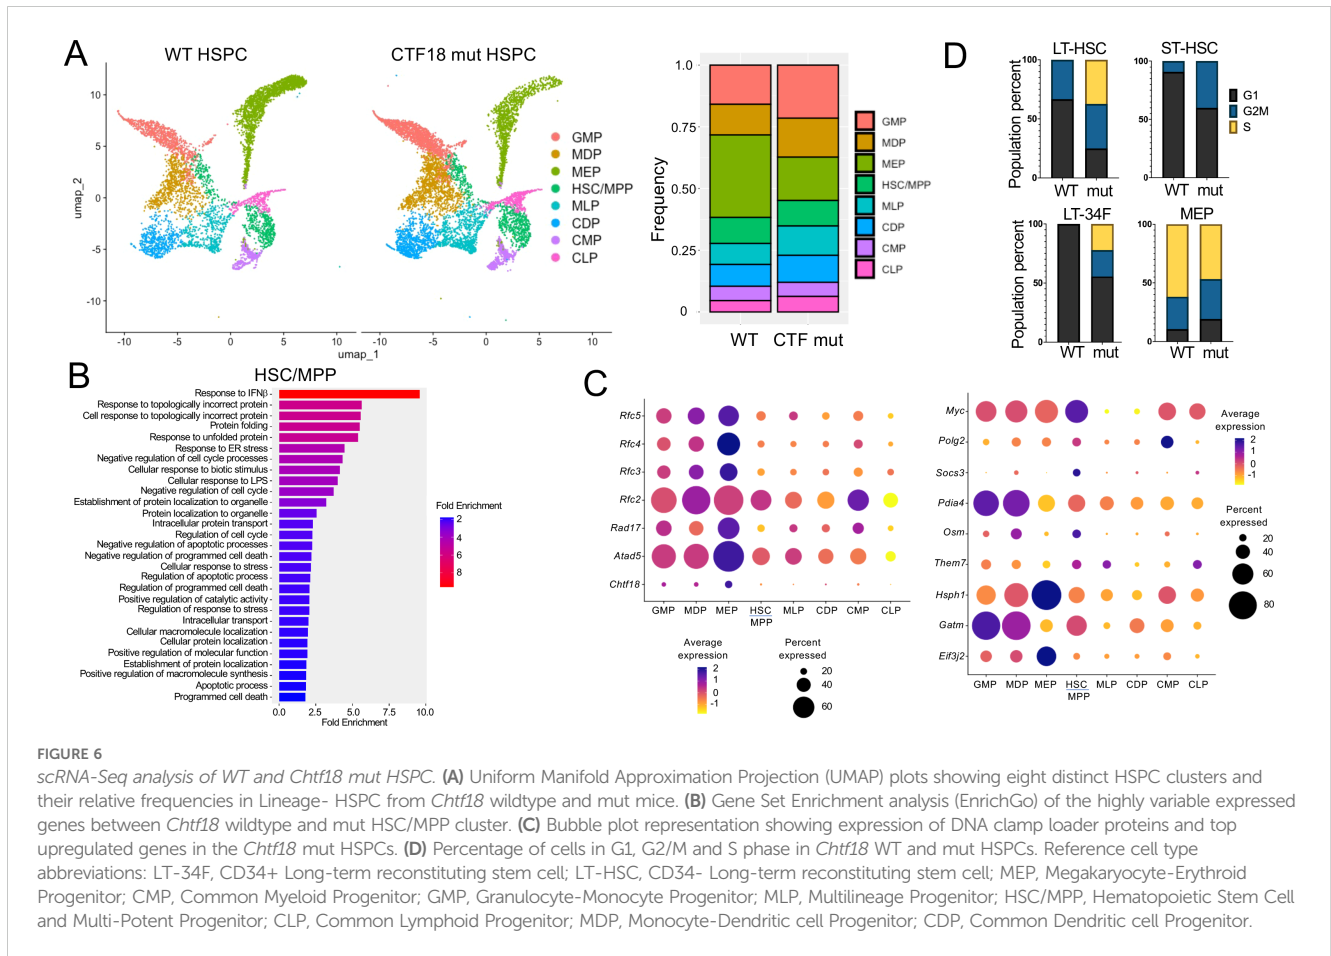 A
WT HSPC
CTF18 mut HSPC
umap_2
10
5
0
-5
-10
-10
-5
0
5
10
-10
-5
0
5
10
umap_1
GMP
MDP
MEP
HSC/MPP
MLP
CDP
CMP
CLP
Frequency
1.0
0.75
0.50
0.25
0
WT
CTF mut
GMP
MDP
MEP
HSC/MPP
MLP
CDP
CMP
CLP
D
LT-HSC
ST-HSC
Population percent
100
50
0
WT mut
100
50
0
WT mut
G1
G2M
S
LT-34F
MEP
Population percent
100
50
0
WT mut
100
50
0
WT mut
B
HSC/MPP
Response to IFNβ
Response to topologically incorrect protein
Cell response to topologically incorrect protein
Protein folding
Response to unfolded protein
Response to ER stress
Negative regulation of cell cycle processes
Cellular response to biotic stimulus
Cellular response to LPS
Negative regulation of cell cycle
Establishment of protein localization to organelle
Protein localization to organelle
Intracellular protein transport
Regulation of cell cycle
Negative regulation of apoptotic processes
Negative regulation of programmed cell death
Cellular response to stress
Regulation of apoptotic process
Regulation of programmed cell death
Positive regulation of catalytic activity
Regulation of response to stress
Intracellular transport
Cellular macromolecule localization
Cellular protein localization
Positive regulation of molecular function
Establishment of protein localization
Positive regulation of macromolecule synthesis
Apoptotic process
Programmed cell death
0.0
2.5
5.0
7.5
10.0
Fold Enrichment
Fold Enrichment
2
4
6
8
C
Rfc5
Rfc4
Rfc3
Rfc2
Rad17
Atad5
Chtf18
GMP
MDP
MEP
HSC
MPP
MLP
CDP
CMP
CLP
Average
expression
2
1
0
-1
Percent
expressed
20
40
60
Myc
Polg2
Socs3
Pdia4
Osm
Them7
Hsph1
Gatm
Eif3j2
GMP
MDP
MEP
HSC
MPP
MLP
CDP
CMP
CLP
Average
expression
2
1
0
-1
Percent
expressed
20
40
60
80
FIGURE 6
scRNA-Seq analysis of WT and Chtf18 mut HSPC. (A) Uniform Manifold Approximation Projection (UMAP) plots showing eight distinct HSPC clusters and
their relative frequencies in Lineage- HSPC from Chtf18 wildtype and mut mice. (B) Gene Set Enrichment analysis (EnrichGo) of the highly variable expressed
genes between Chtf18 wildtype and mut HSC/MPP cluster. (C) Bubble plot representation showing expression of DNA clamp loader proteins and top
upregulated genes in the Chtf18 mut HSPCs. (D) Percentage of cells in G1, G2/M and S phase in Chtf18 WT and mut HSPCs. Reference cell type
abbreviations: LT-34F, CD34+ Long-term reconstituting stem cell; LT-HSC, CD34- Long-term reconstituting stem cell; MEP, Megakaryocyte-Erythroid
Progenitor; CMP, Common Myeloid Progenitor; GMP, Granulocyte-Monocyte Progenitor; MLP, Multilineage Progenitor; HSC/MPP, Hematopoietic Stem Cell
and Multi-Potent Progenitor; CLP, Common Lymphoid Progenitor; MDP, Monocyte-Dendritic cell Progenitor; CDP, Common Dendritic cell Progenitor.